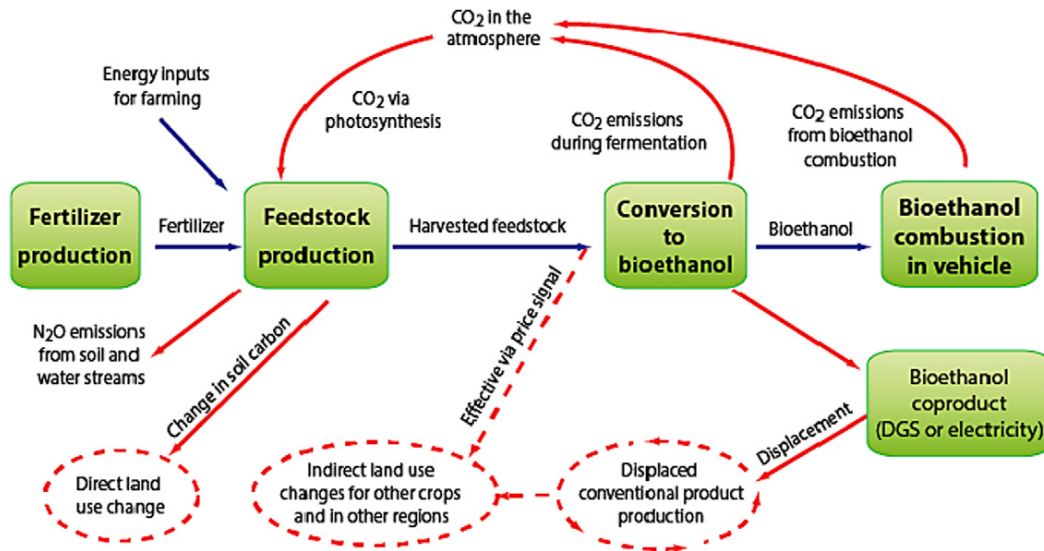 CO2 in the
atmosphere
Energy inputs
for farming
CO2 via
photosynthesis
CO2 emissions
during fermentation
CO2 emissions
from bioethanol
combustion
Fertilizer
production
Fertilizer
Feedstock
production
Harvested feedstock
Conversion
to
bioethanol
Bioethanol
Bioethanol
combustion
in vehicle
N2O emissions
from soil and
water streams
Change in soil carbon
Effective via price signal
Bioethanol
coproduct
(DGS or electricity)
Displacement
Direct land
use change
Indirect land use
changes for other crops
and in other regions
Displaced
conventional product
production